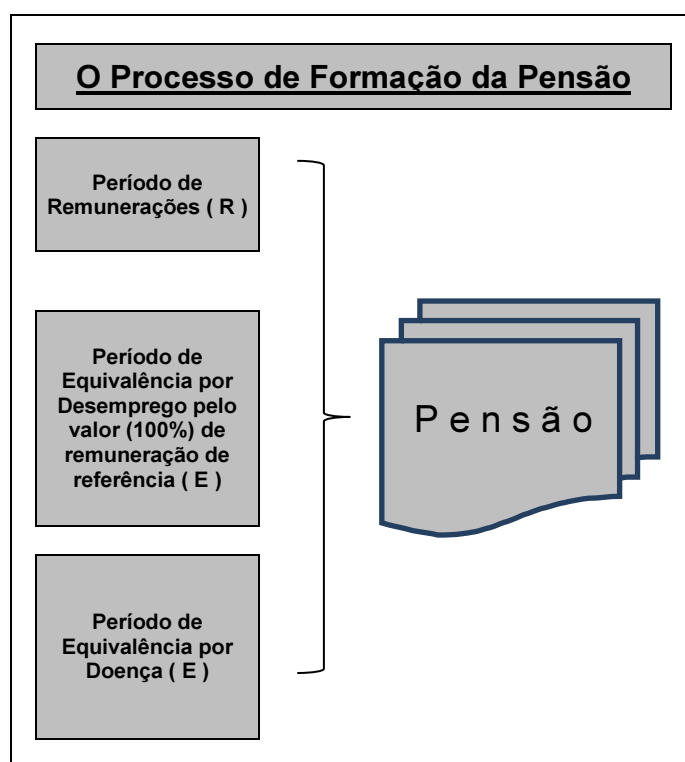 O Processo de Formação da Pensão
Período de
Remunerações ( R )
Período de
Equivalência por
Desemprego pelo
valor (100%) de
remuneração de
referência ( E )
Pensão
Período de
Equivalência por
Doença ( E )